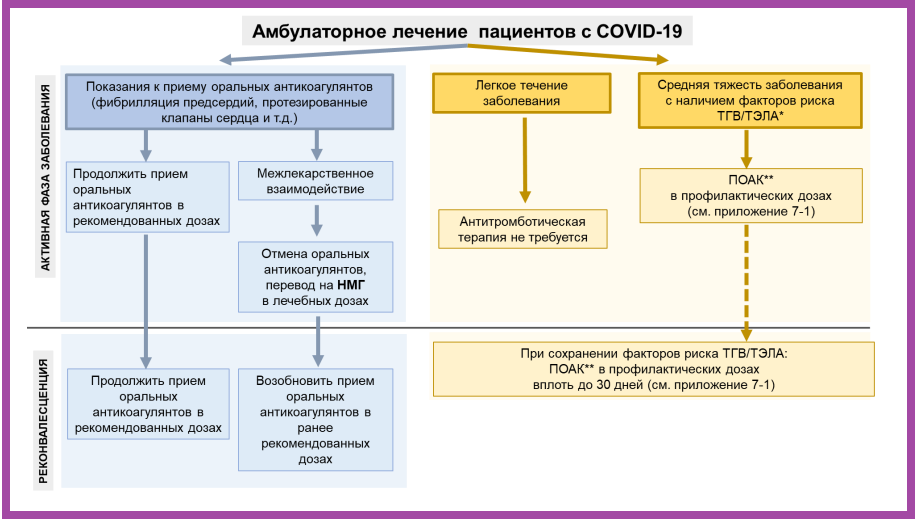 Амбулаторное лечение пациентов с COVID-19
АКТИВНАЯ ФАЗА ЗАБОЛЕВАНИЯ
Показания к приему оральных антикоагулянтов
(фибрилляция предсердий, протезированные
клапаны сердца и т.д.)
Легкое течение
заболевания
Средняя тяжесть заболевания
с наличием факторов риска
ТГВ/ТЭЛА*
Продолжить прием
оральных
антикоагулянтов в
рекомендованных дозах
Межлекарственное
взаимодействие
Отмена оральных
антикоагулянтов,
перевод на НМГ
в лечебных дозах
Антитромботическая
терапия не требуется
ПОАК**
в профилактических дозах
(см. приложение 7-1)
РЕКОНВАЛЕСЦЕНЦИЯ
Продолжить прием
оральных
антикоагулянтов в
рекомендованных дозах
Возобновить прием
оральных
антикоагулянтов в
ранее
рекомендованных
дозах
При сохранении факторов риска ТГВ/ТЭЛА:
ПОАК** в профилактических дозах
вплоть до 30 дней (см. приложение 7-1)